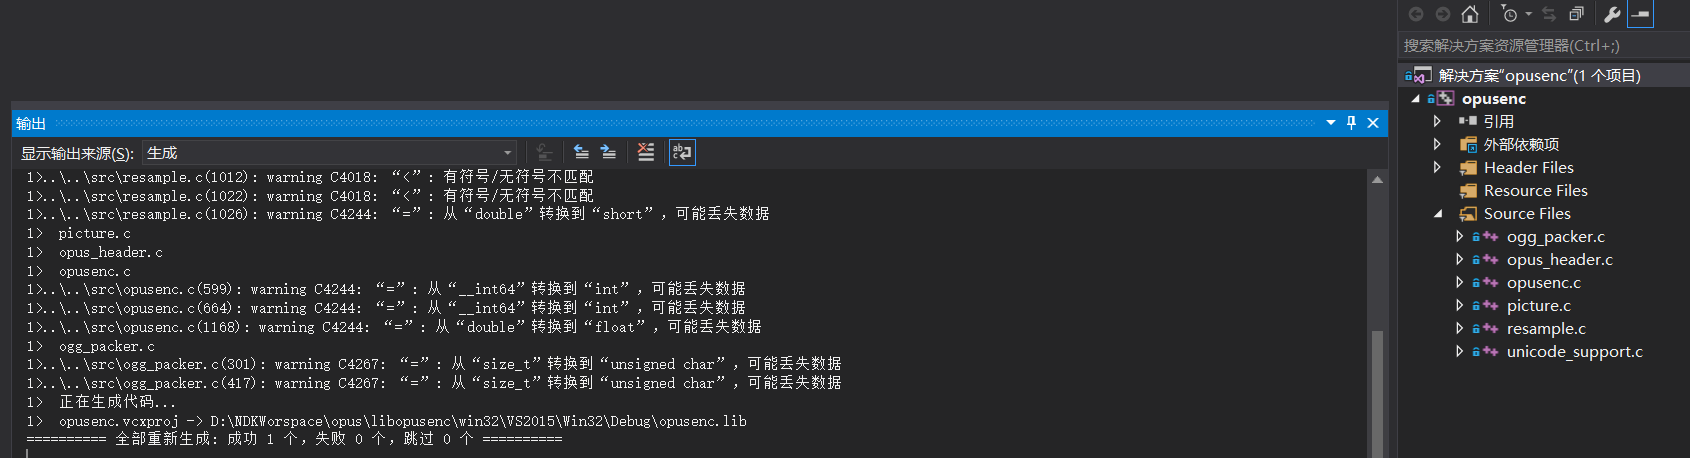 输出
显示输出来源(S): 生成
1>..\..\src\resample.c(1012): warning C4018: “<”: 有符号/无符号不匹配
1>..\..\src\resample.c(1022): warning C4018: “<”: 有符号/无符号不匹配
1>..\..\src\resample.c(1026): warning C4244: “=”: 从“double”转换到“short”，可能丢失数据
1>  picture.c
1>  opus_header.c
1>  opusenc.c
1>..\..\src\opusenc.c(599): warning C4244: “=”: 从“__int64”转换到“int”，可能丢失数据
1>..\..\src\opusenc.c(664): warning C4244: “=”: 从“__int64”转换到“int”，可能丢失数据
1>..\..\src\opusenc.c(1168): warning C4244: “=”: 从“double”转换到“float”，可能丢失数据
1>  ogg_packer.c
1>..\..\src\ogg_packer.c(301): warning C4267: “=”: 从“size_t”转换到“unsigned char”，可能丢失数据
1>..\..\src\ogg_packer.c(417): warning C4267: “=”: 从“size_t”转换到“unsigned char”，可能丢失数据
1>  正在生成代码...
1>  opusenc.vcxproj -> D:\NDKWorspace\opus\libopusenc\win32\VS2015\Win32\Debug\opusenc.lib
========== 全部重新生成: 成功 1 个，失败 0 个，跳过 0 个 ==========
搜索解决方案资源管理器(Ctrl+;)
解决方案“opusenc”(1 个项目)
opusenc
引用
外部依赖项
Header Files
Resource Files
Source Files
ogg_packer.c
opus_header.c
opusenc.c
picture.c
resample.c
unicode_support.c